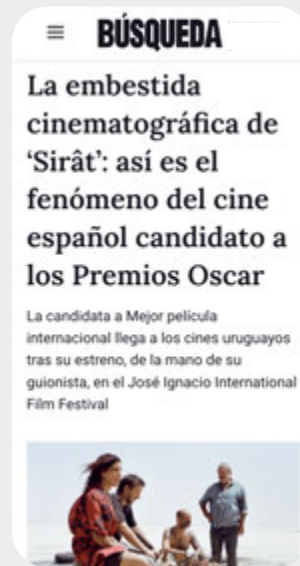 BÚSQUEDA
La embestida
cinematográfica de
‘Sirât’: así es el
fenómeno del cine
español candidato a
los Premios Oscar
La candidata a Mejor película
internacional llega a los cines uruguayos
tras su estreno, de la mano de su
guionista, en el José Ignacio International
Film Festival